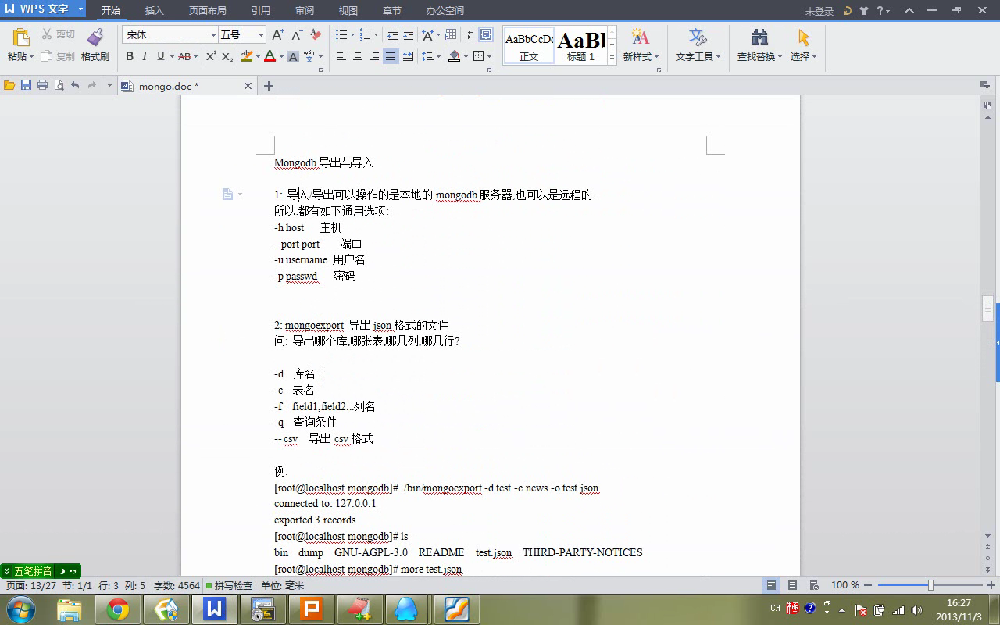 WPS 文字
开始 插入 页面布局 引用 审阅 视图 章节 办公空间
未登录
粘贴 剪切 复制 格式刷
宋体 五号
AaBbCcDc AaBl
正文 标题 1
新样式 文字工具 查找替换 选择
mongo.doc *
Mongodb 导出与导入
1: 导入/导出可以操作的是本地的 mongodb 服务器,也可以是远程的.
所以,都有如下通用选项:
-h host 主机
--port port 端口
-u username 用户名
-p passwd 密码
2: mongoexport 导出 json 格式的文件
问: 导出哪个库,哪张表,哪几列,哪几行?
-d 库名
-c 表名
-f field1,field2...列名
-q 查询条件
-- csv 导出 csv 格式
例:
[root@localhost mongodb]# ./bin/mongoexport -d test -c news -o test.json
connected to: 127.0.0.1
exported 3 records
[root@localhost mongodb]# ls
bin dump GNU-AGPL-3.0 README test.json THIRD-PARTY-NOTICES
[root@localhost mongodb]# more test.json
五笔拼音
页面: 13/27 节: 1/1 行: 3 列: 5 字数: 4564 拼写检查 单位: 毫米
100 %
CH
16:27
2013/11/3